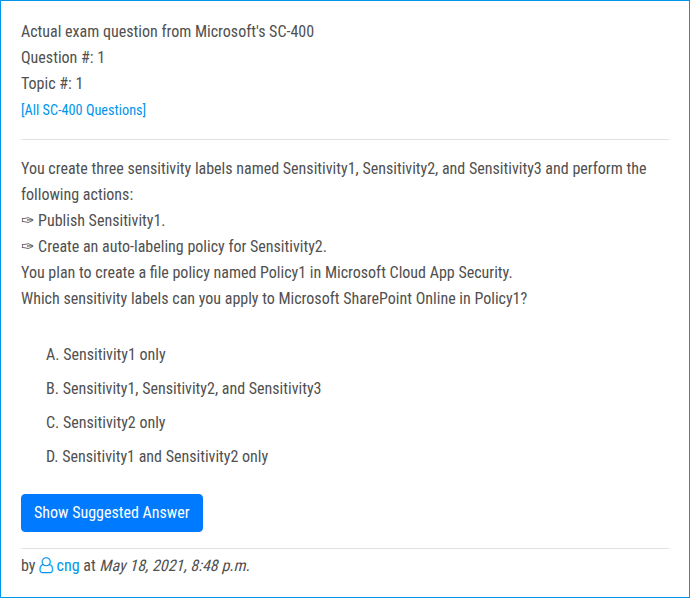 Actual exam question from Microsoft's SC-400
Question #: 1
Topic #: 1
[All SC-400 Questions]
You create three sensitivity labels named Sensitivity1, Sensitivity2, and Sensitivity3 and perform the
following actions:
✑ Publish Sensitivity1.
✑ Create an auto-labeling policy for Sensitivity2.
You plan to create a file policy named Policy1 in Microsoft Cloud App Security.
Which sensitivity labels can you apply to Microsoft SharePoint Online in Policy1?
A. Sensitivity1 only
B. Sensitivity1, Sensitivity2, and Sensitivity3
C. Sensitivity2 only
D. Sensitivity1 and Sensitivity2 only
Show Suggested Answer
by cng at May 18, 2021, 8:48 p.m.